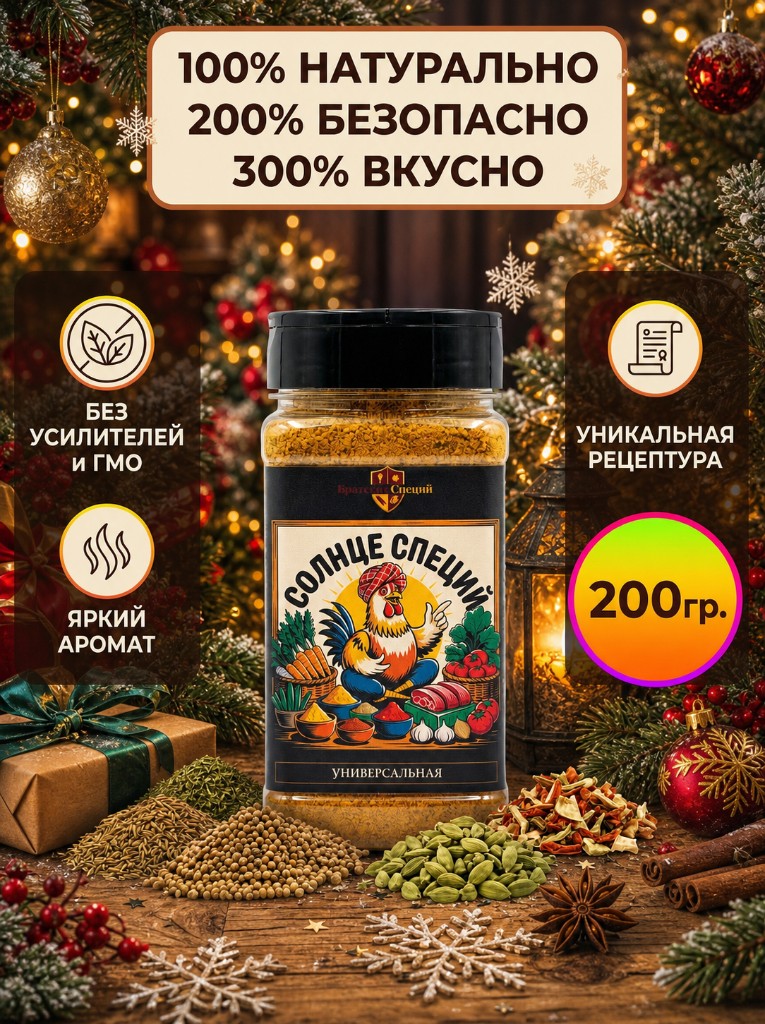 100% НАТУРАЛЬНО
200% БЕЗОПАСНО
300% ВКУСНО
БЕЗ
УСИЛИТЕЛЕЙ
и ГМО
ЯРКИЙ
АРОМАТ
УНИКАЛЬНАЯ
РЕЦЕПТУРА
200гр.
Братство Специй
СОЛНЦЕ СПЕЦИЙ
УНИВЕРСАЛЬНАЯ